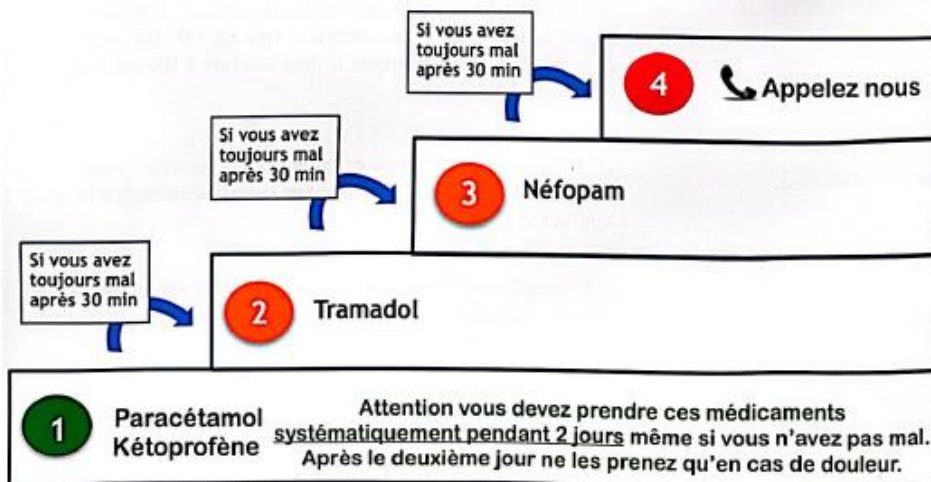 Si vous avez
toujours mal
après 30 min
4
Appelez nous
Si vous avez
toujours mal
après 30 min
3
Néfopam
Si vous avez
toujours mal
après 30 min
2
Tramadol
1
Paracétamol
Kétoprofène
Attention vous devez prendre ces médicaments
systématiquement pendant 2 jours même si vous n'avez pas mal.
Après le deuxième jour ne les prenez qu'en cas de douleur.